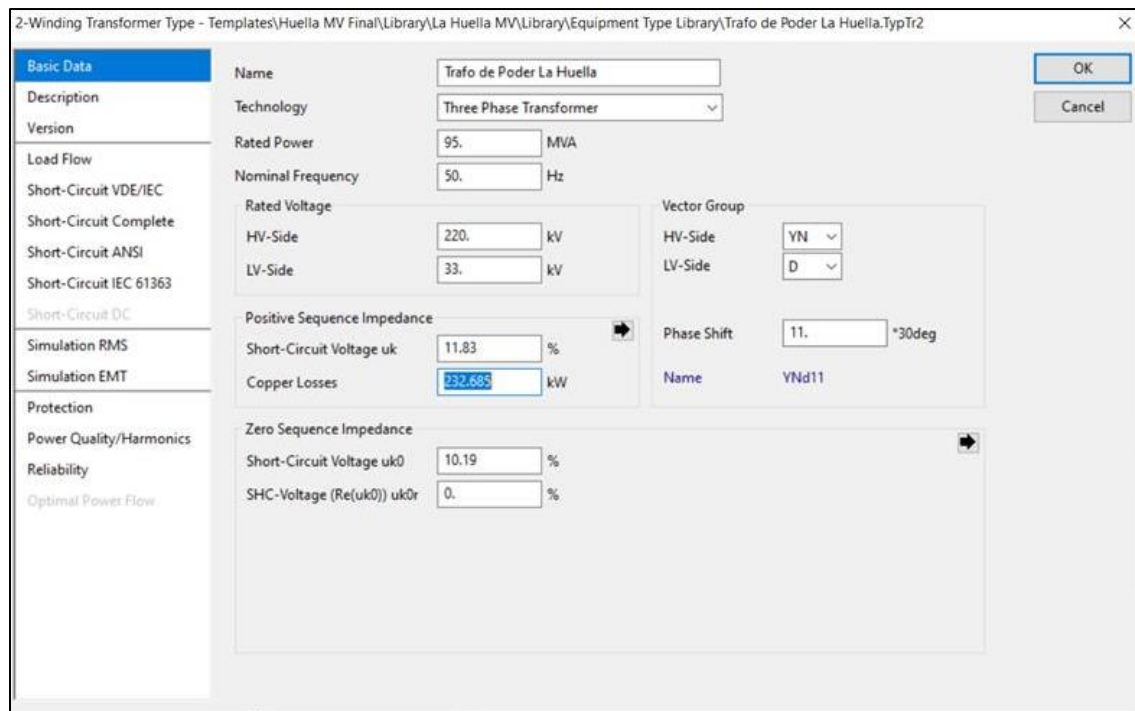 2-Winding Transformer Type - Templates\Huella MV Final\Library\La Huella MV\Library\Equipment Type Library\Trafo de Poder La Huella.TypTr2
Basic Data
Description
Version
Load Flow
Short-Circuit VDE/IEC
Short-Circuit Complete
Short-Circuit ANSI
Short-Circuit IEC 61363
Short-Circuit DC
Simulation RMS
Simulation EMT
Protection
Power Quality/Harmonics
Reliability
Optimal Power Flow
Name Trafo de Poder La Huella
Technology Three Phase Transformer
Rated Power 95. MVA
Nominal Frequency 50. Hz
Rated Voltage
HV-Side 220. kV
LV-Side 33. kV
Vector Group
HV-Side YN
LV-Side D
Phase Shift 11. *30deg
Name YNd11
Positive Sequence Impedance
Short-Circuit Voltage uk 11.83 %
Copper Losses 232.685 kW
Zero Sequence Impedance
Short-Circuit Voltage uk0 10.19 %
SHC-Voltage (Re(uk0)) uk0r 0. %
OK
Cancel